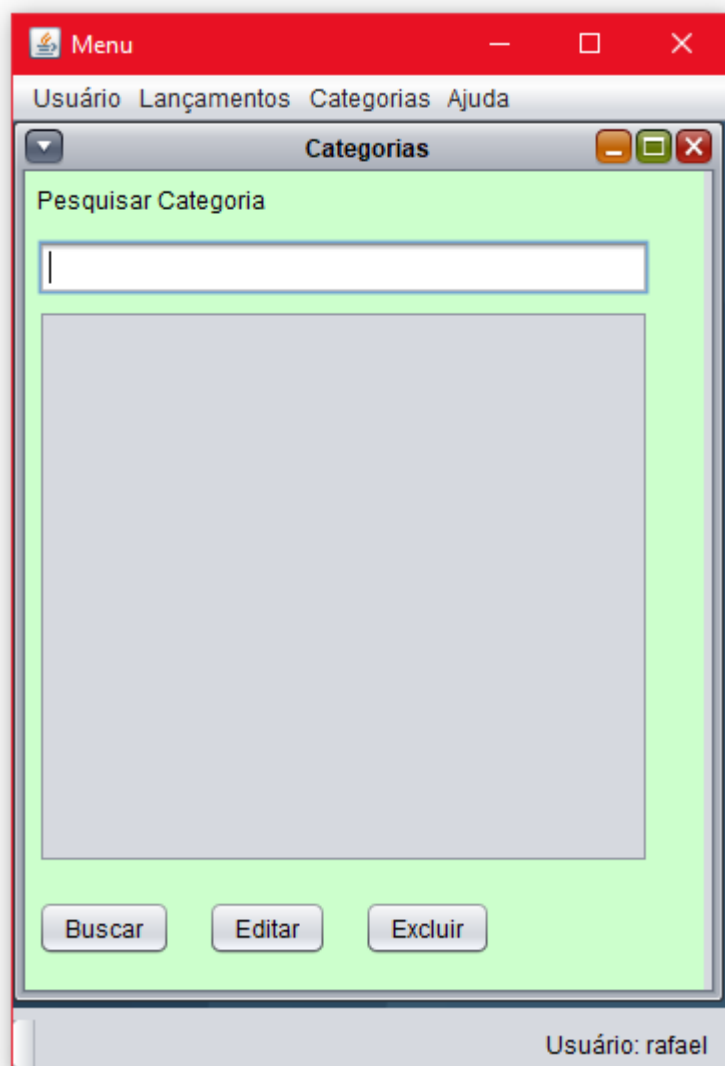 Menu
Usuário Lançamentos Categorias Ajuda
Categorias
Pesquisar Categoria
Buscar Editar Excluir
Usuário: rafael